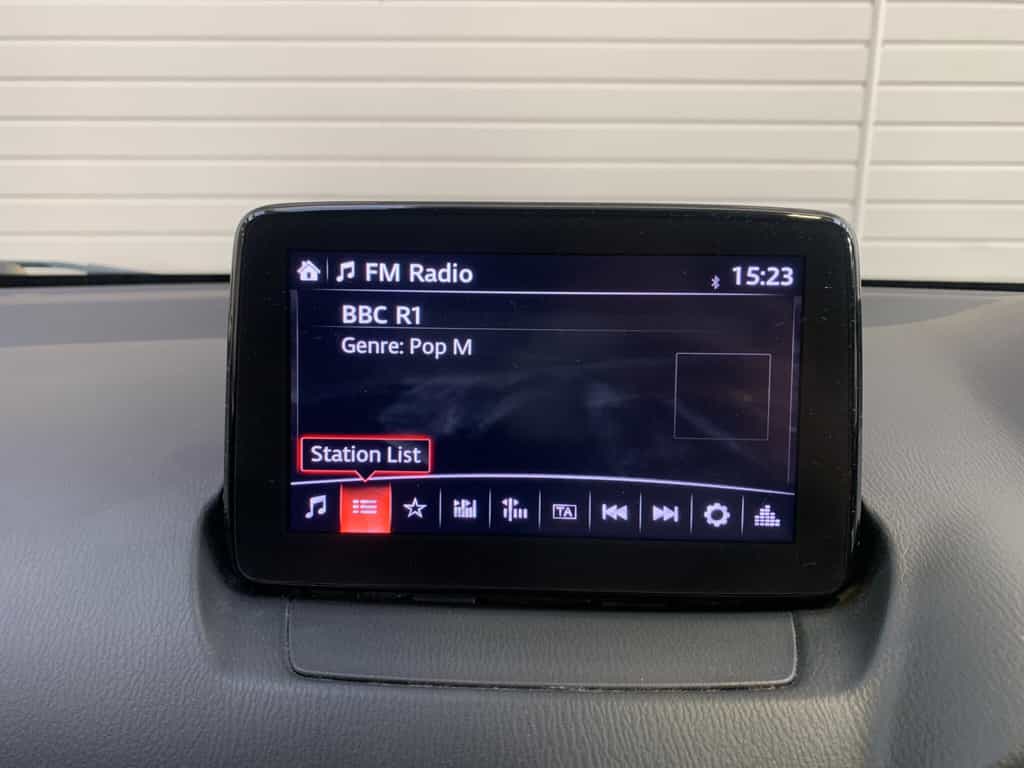 FM Radio
15:23
BBC R1
Genre: Pop M
Station List
TA